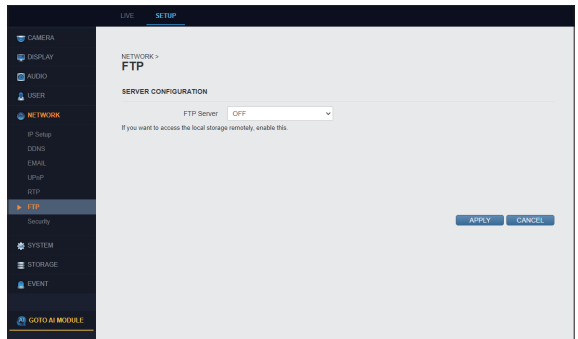 LIVE SETUP
CAMERA
DISPLAY
AUDIO
USER
NETWORK
IP Setup
DDNS
EMAIL
UPnP
RTP
FTP
Security
SYSTEM
STORAGE
EVENT
GOTO AI MODULE
NETWORK >
FTP
SERVER CONFIGURATION
FTP Server OFF
If you want to access the local storage remotely, enable this.
APPLY CANCEL